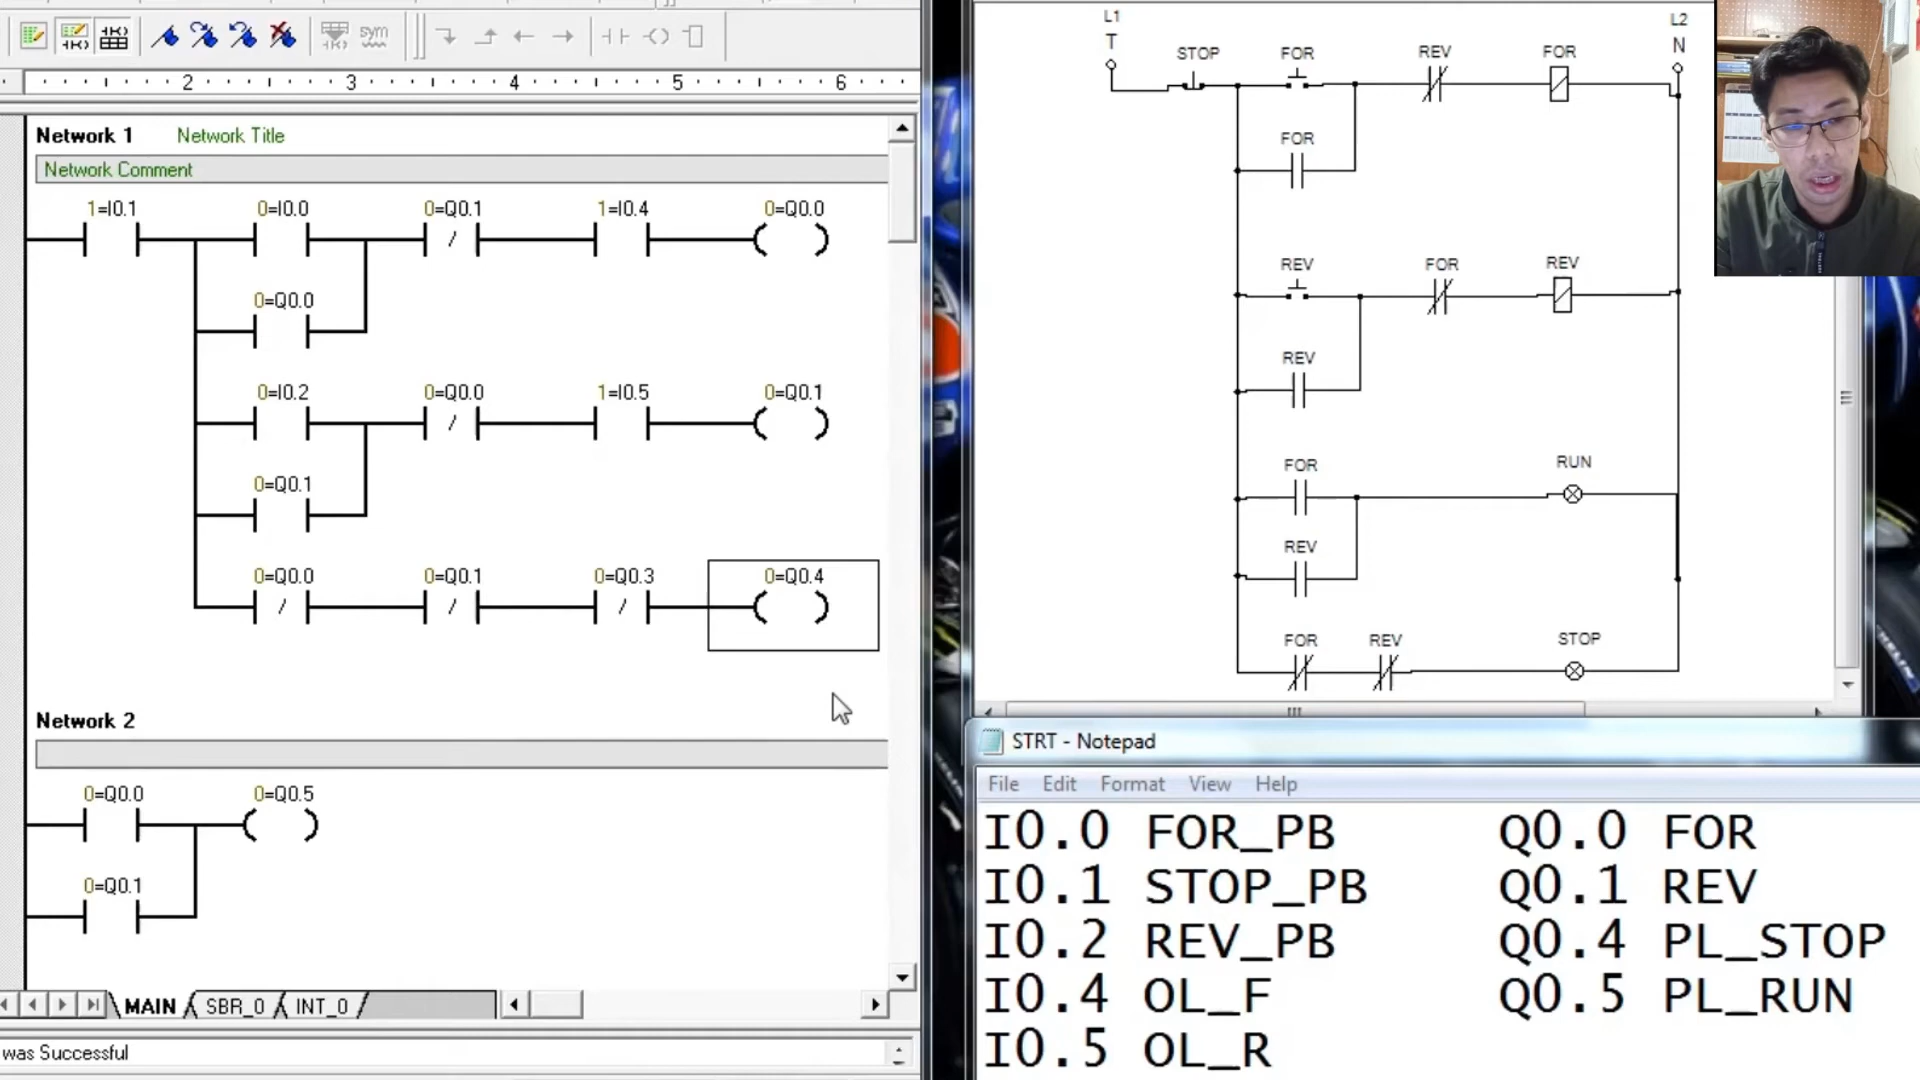 2 3 4 5 6
Network 1 Network Title
Network Comment
1=I0.1 0=I0.0 0=Q0.1 1=I0.4 0=Q0.0
0=Q0.0
0=I0.2 0=Q0.0 1=I0.5 0=Q0.1
0=Q0.1
0=Q0.0 0=Q0.1 0=Q0.3 0=Q0.4
Network 2
0=Q0.0 0=Q0.5
0=Q0.1
MAIN SBR_0 INT_0
was Successful
sym
L1 L2
T N
STOP FOR REV FOR
FOR
REV FOR REV
REV
FOR RUN
REV
FOR REV STOP
STRT - Notepad
File Edit Format View Help
I0.0 FOR_PB Q0.0 FOR
I0.1 STOP_PB Q0.1 REV
I0.2 REV_PB Q0.4 PL_STOP
I0.4 OL_F Q0.5 PL_RUN
I0.5 OL_R